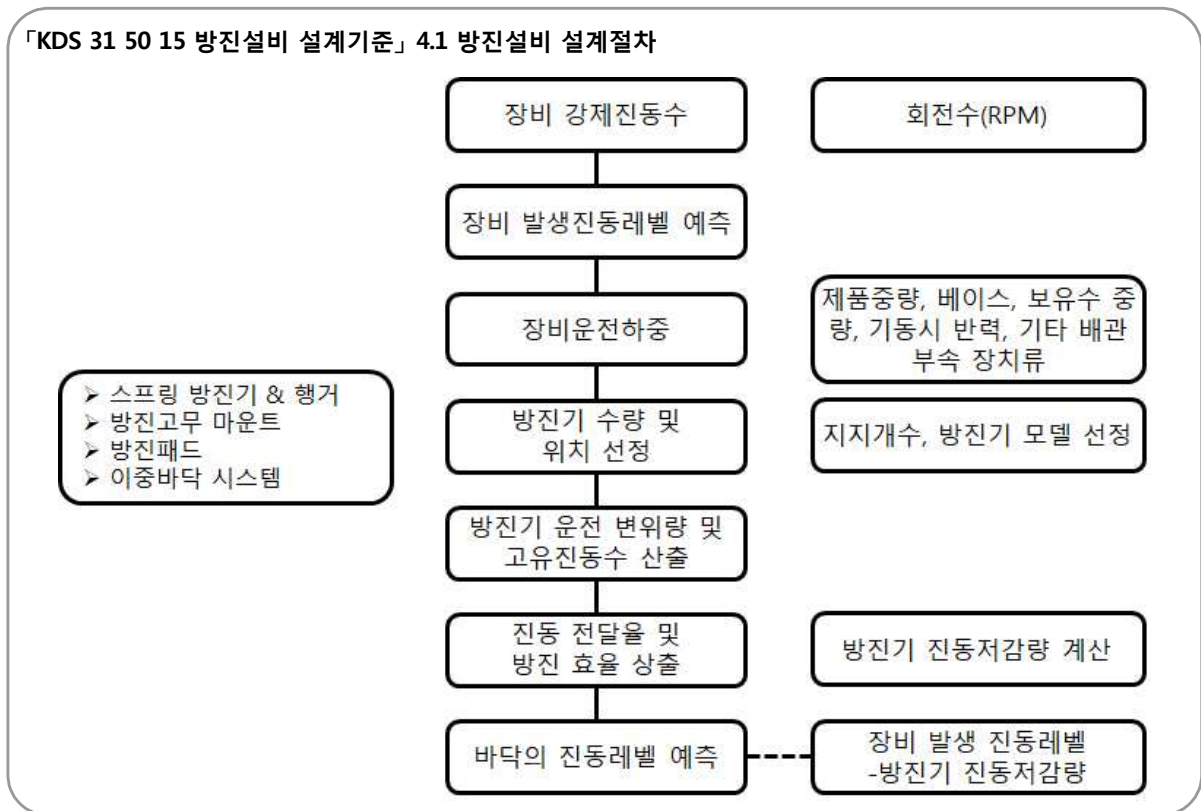 「KDS 31 50 15 방진설비 설계기준」 4.1 방진설비 설계절차
장비 강제진동수
회전수(RPM)
장비 발생진동레벨 예측
장비운전하중
제품중량, 베이스, 보유수 중
량, 기동시 반력, 기타 배관
부속 장치류
➢ 스프링 방진기 & 행거
➢ 방진고무 마운트
➢ 방진패드
➢ 이중바닥 시스템
방진기 수량 및
위치 선정
지지개수, 방진기 모델 선정
방진기 운전 변위량 및
고유진동수 산출
진동 전달율 및
방진 효율 상출
방진기 진동저감량 계산
바닥의 진동레벨 예측
장비 발생 진동레벨
-방진기 진동저감량